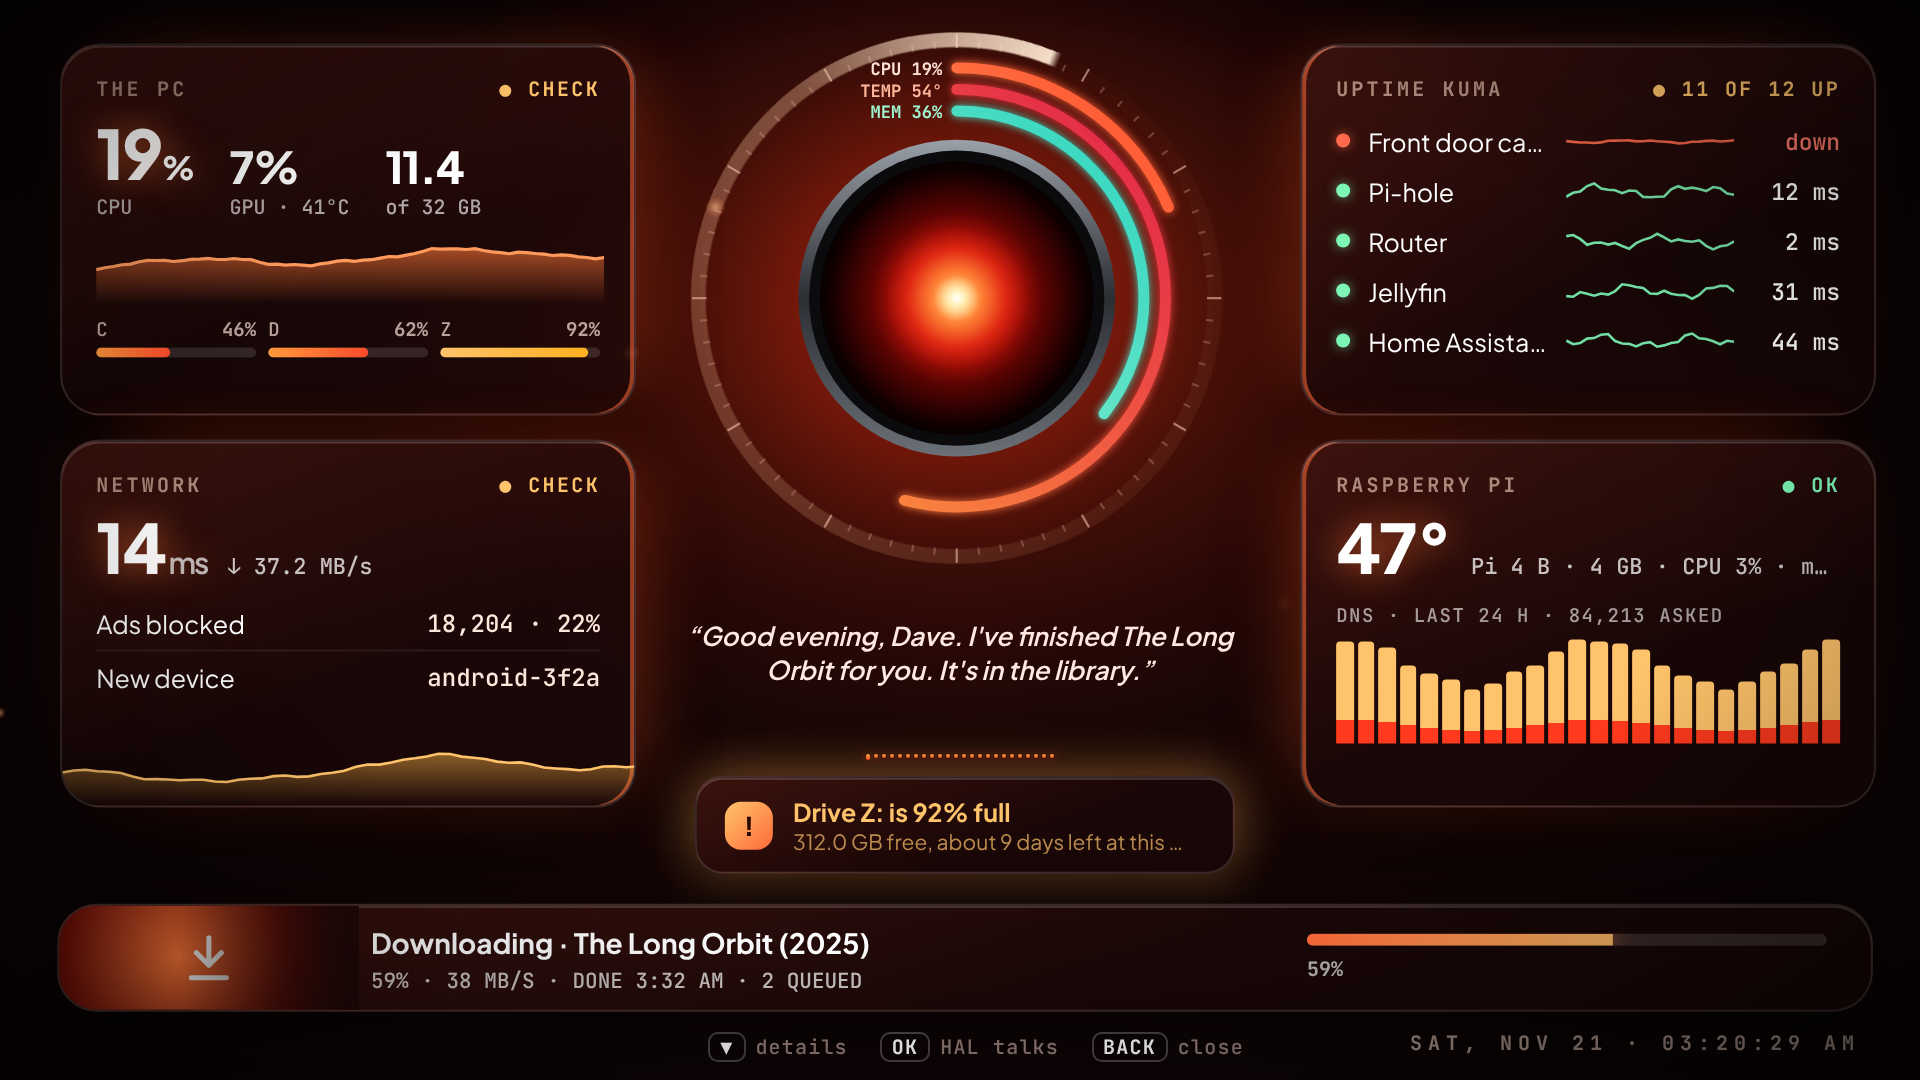 THE PC
CHECK
19%
7%
11.4
CPU
GPU · 41°C
of 32 GB
C 46%
D 62%
Z 92%
NETWORK
CHECK
14ms ↓ 37.2 MB/s
Ads blocked 18,204 · 22%
New device android-3f2a
CPU 19%
TEMP 54°
MEM 36%
“Good evening, Dave. I've finished The Long
Orbit for you. It's in the library.”
!
Drive Z: is 92% full
312.0 GB free, about 9 days left at this …
UPTIME KUMA
11 OF 12 UP
Front door ca… down
Pi-hole 12 ms
Router 2 ms
Jellyfin 31 ms
Home Assista… 44 ms
RASPBERRY PI
OK
47° Pi 4 B · 4 GB · CPU 3% · m…
DNS · LAST 24 H · 84,213 ASKED
Downloading · The Long Orbit (2025)
59% · 38 MB/S · DONE 3:32 AM · 2 QUEUED
59%
▼ details OK HAL talks BACK close
SAT, NOV 21 · 03:20:29 AM